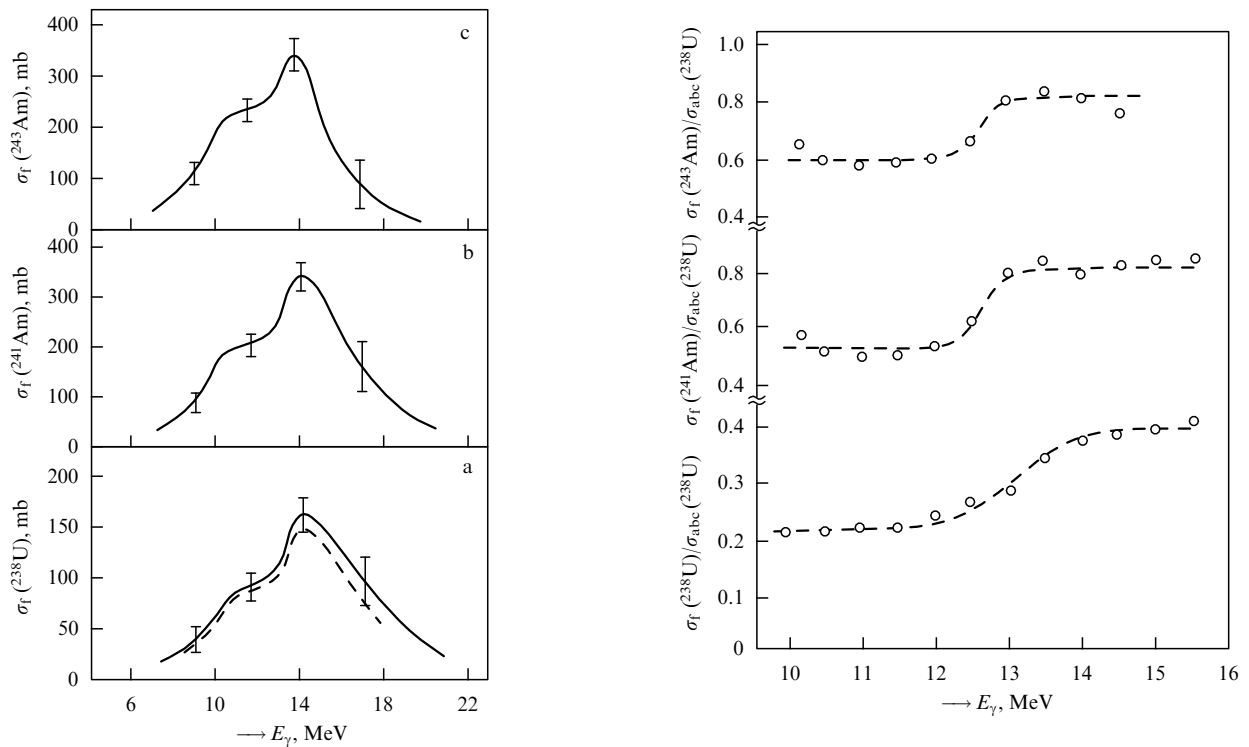 σf (²⁴³Am), mb
400
300
200
100
0
c
σf (²⁴¹Am), mb
400
300
200
100
0
b
σf (²³⁸U), mb
200
150
100
50
0
a
6 10 14 18 22
⟶ Eγ, MeV
σf (²⁴³Am)/σabc(²³⁸U)
1.0
0.8
0.6
0.4
σf (²⁴¹Am)/σabc(²³⁸U)
0.8
0.6
0.4
σf (²³⁸U)/σabc(²³⁸U)
0.4
0.3
0.2
0.1
0
10 11 12 13 14 15 16
⟶ Eγ, MeV